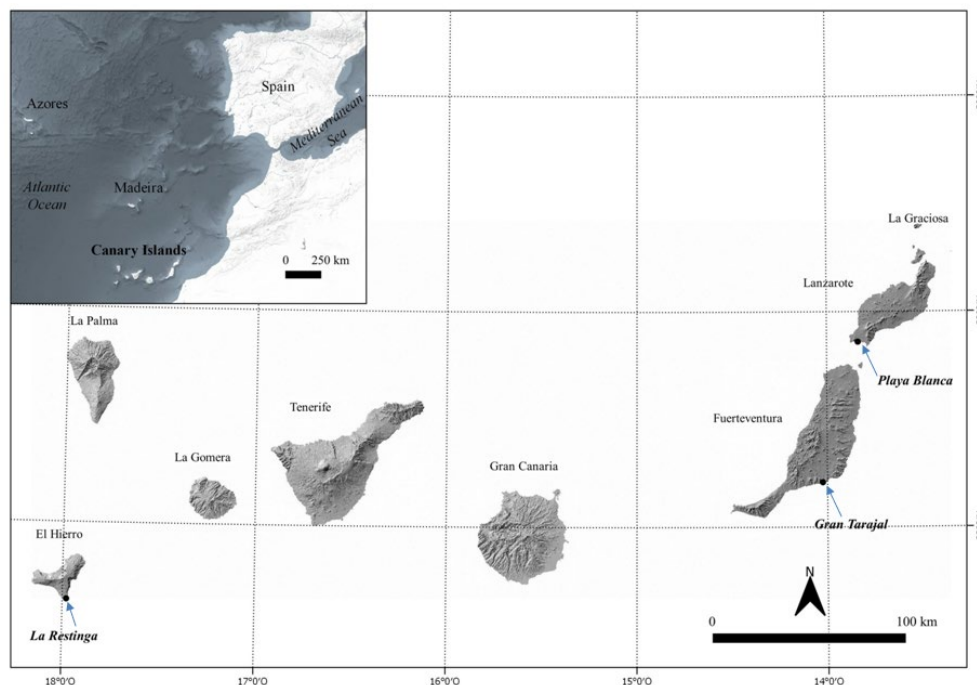 Spain
Azores
Mediterranean
Sea
Madeira
Atlantic
Ocean
Canary Islands
0 250 km
La Graciosa
Lanzarote
La Palma
Playa Blanca
Tenerife
Fuerteventura
La Gomera
Gran Canaria
Gran Tarajal
El Hierro
N
0 100 km
La Restinga
18°0'O 17°0'O 16°0'O 15°0'O 14°0'O